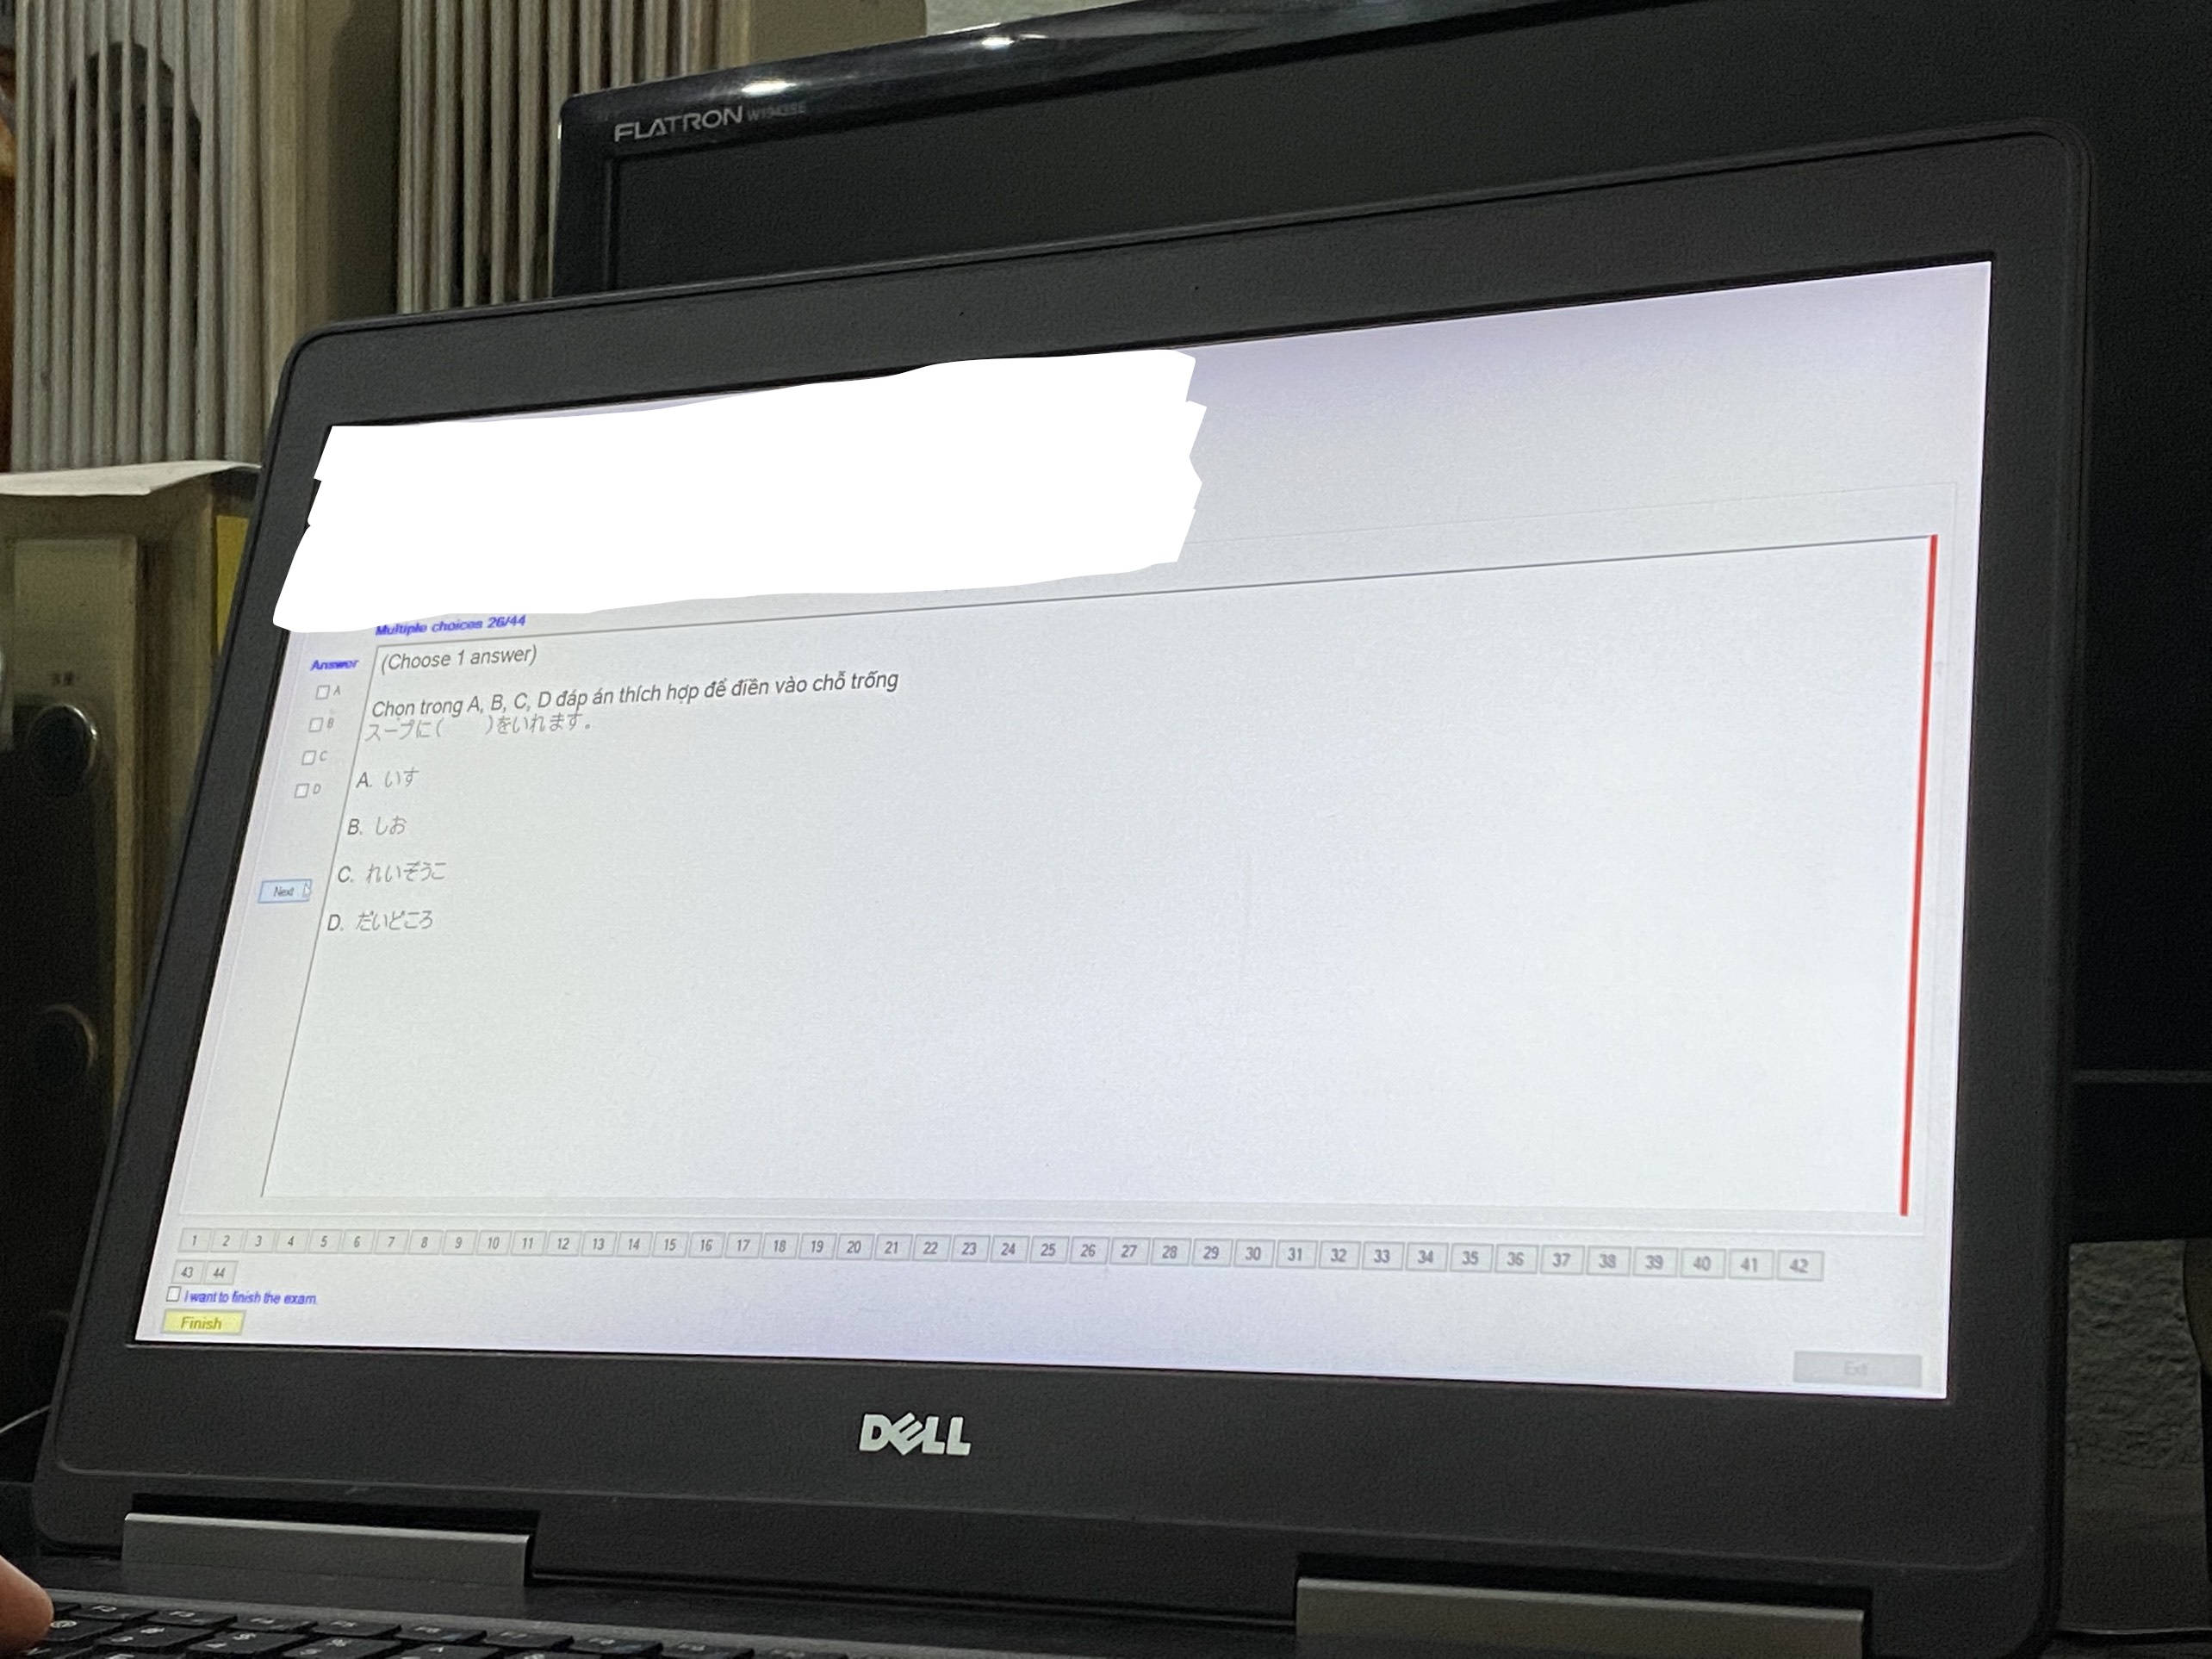 FLATRON W1943SE
Multiple choices 26/44
Answer
(Choose 1 answer)
A
Chọn trong A, B, C, D đáp án thích hợp để điền vào chỗ trống
B
スープに( )をいれます。
C
A. いす
D
B. しお
C. れいぞうこ
Next
D. だいどころ
1 2 3 4 5 6 7 8 9 10 11 12 13 14 15 16 17 18 19 20 21 22 23 24 25 26 27 28 29 30 31 32 33 34 35 36 37 38 39 40 41 42
43 44
I want to finish the exam.
Finish
Exit
DELL